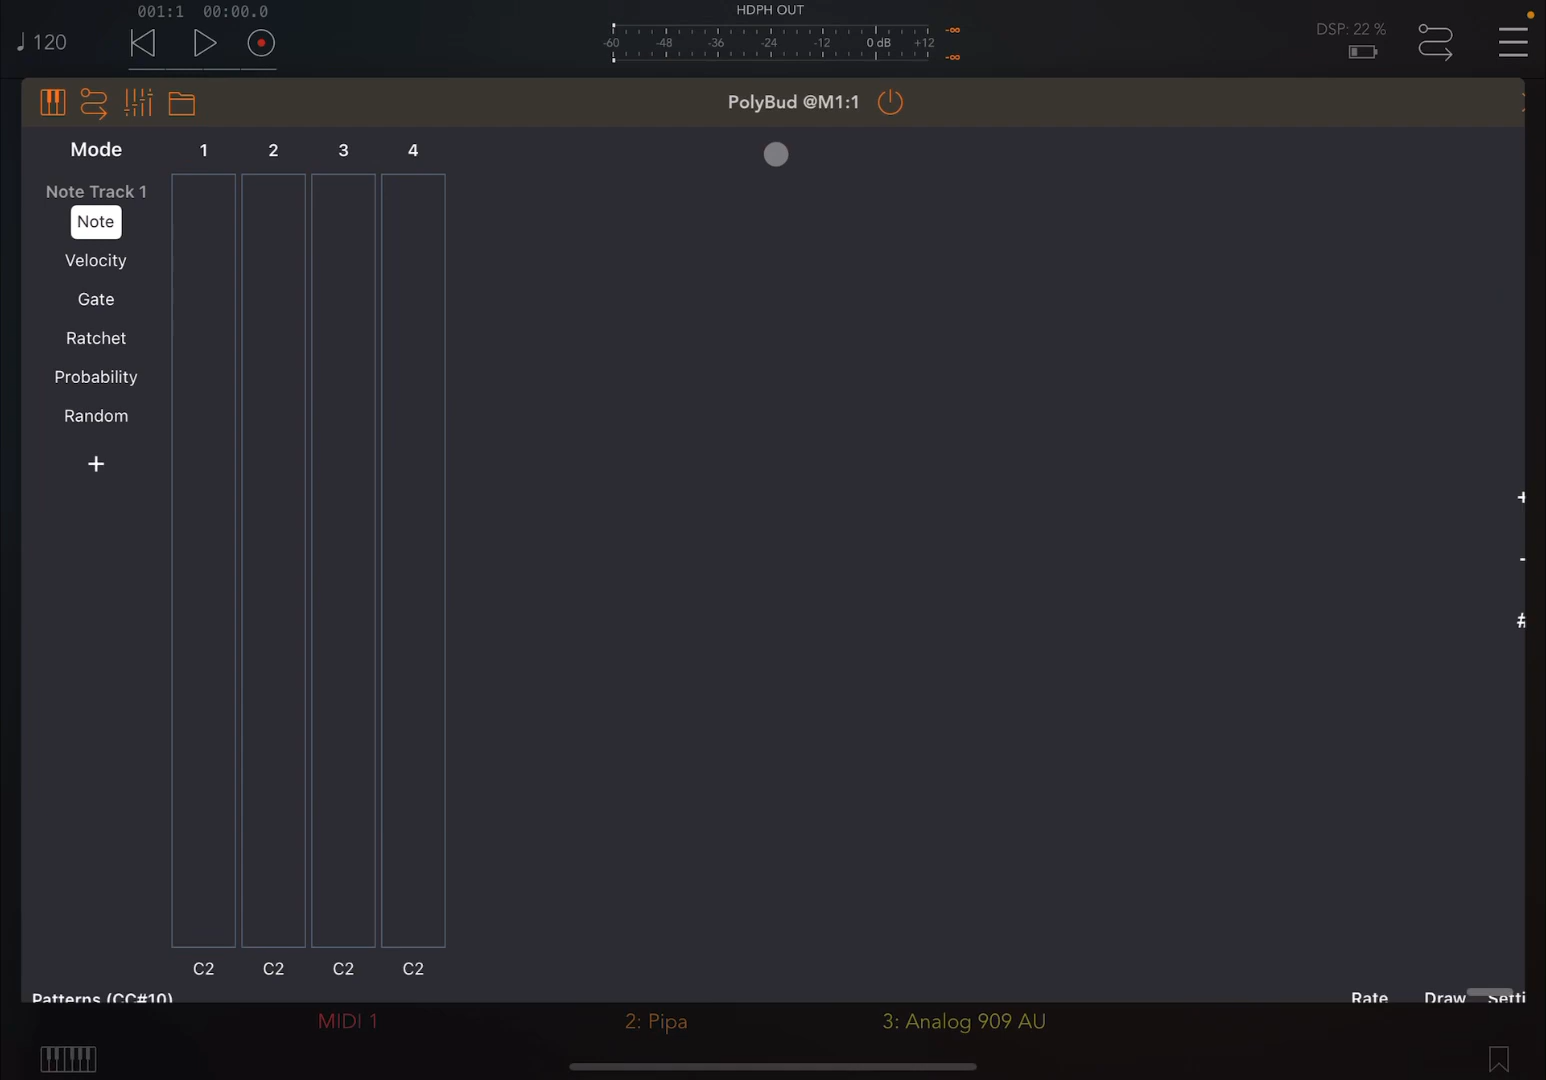 001:1 00:00.0
♩120
HDPH OUT
-60 -48 -36 -24 -12 0 dB +12
-∞
-∞
DSP: 22 %
PolyBud @M1:1
Mode 1 2 3 4
Note Track 1
Note
Velocity
Gate
Ratchet
Probability
Random
+
+
-
#
C2 C2 C2 C2
Patterns (CC#10) Rate Draw Setti
MIDI 1 2: Pipa 3: Analog 909 AU